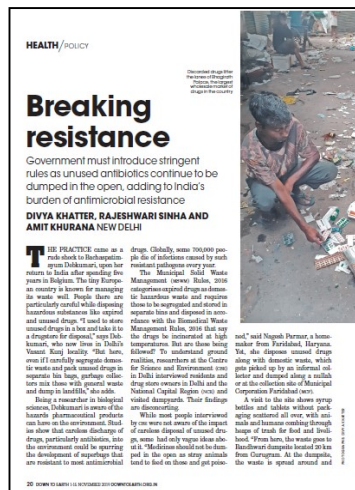 HEALTH/POLICY
Discarded drugs litter
the lanes of Bhagirath
Palace, the largest
wholesale market of
drugs in the country
Breaking
resistance
Government must introduce stringent
rules as unused antibiotics continue to be
dumped in the open, adding to India's
burden of antimicrobial resistance
DIVYA KHATTER, RAJESHWARI SINHA AND
AMIT KHURANA NEW DELHI
THE PRACTICE came as a
rude shock to Bachaspatim-
ayum Debkumari, upon her
return to India after spending five
years in Belgium. The tiny Europe-
an country is known for managing
its waste well. People there are
particularly careful while disposing
hazardous substances like expired
and unused drugs. "I used to store
unused drugs in a box and take it to
a drugstore for disposal," says Deb-
kumari, who now lives in Delhi's
Vasant Kunj locality. "But here,
even if I carefully segregate domes-
tic waste and pack unused drugs in
separate bags, garbage collec-
tors mix these with general waste
and dump in landfills," she adds.
Being a researcher in biological
sciences, Debkumari is aware of the
hazards pharmaceutical products
can have on the environment. Stud-
ies show that careless discharge of
drugs, particularly antibiotics, into
the environment could be spurring
the development of superbugs that
are resistant to most antimicrobial
drugs. Globally, some 700,000 peo-
ple die of infections caused by such
resistant pathogens every year.
The Municipal Solid Waste
Management (MSWM) Rules, 2016
categorises expired drugs as domes-
tic hazardous waste and requires
these to be segregated and stored in
separate bins and disposed in acco-
rdance with the Biomedical Waste
Management Rules, 2016 that say
the drugs be incinerated at high
temperatures. But are these being
followed? To understand ground
realities, researchers at the Centre
for Science and Environment (CSE)
in Delhi interviewed residents and
drug store owners in Delhi and the
National Capital Region (NCR) and
visited dumpyards. Their findings
are disconcerting.
While most people interviewed
by CSE were not aware of the impact
of careless disposal of unused dru-
gs, some had only vague ideas abo-
ut it. "Medicines should not be dum-
ped in the open as stray animals
tend to feed on those and get poiso-
ned," said Nagesh Parmar, a home-
maker from Faridabad, Haryana.
Yet, she disposes unused drugs
along with domestic waste, which
gets picked up by an informal col-
lector and dumped along a nullah
or at the collection site of Municipal
Corporation Faridabad (MCF).
A visit to the site shows syrup
bottles and tablets without pack-
aging scattered all over, with ani-
mals and humans combing through
heaps of trash for food and liveli-
hood. "From here, the waste goes to
Bandhwari dumpsite located 20 km
from Gurugram. At the dumpsite,
the waste is spread around and
20 DOWN TO EARTH 1-15 NOVEMBER 2019 DOWNTOEARTH.ORG.IN